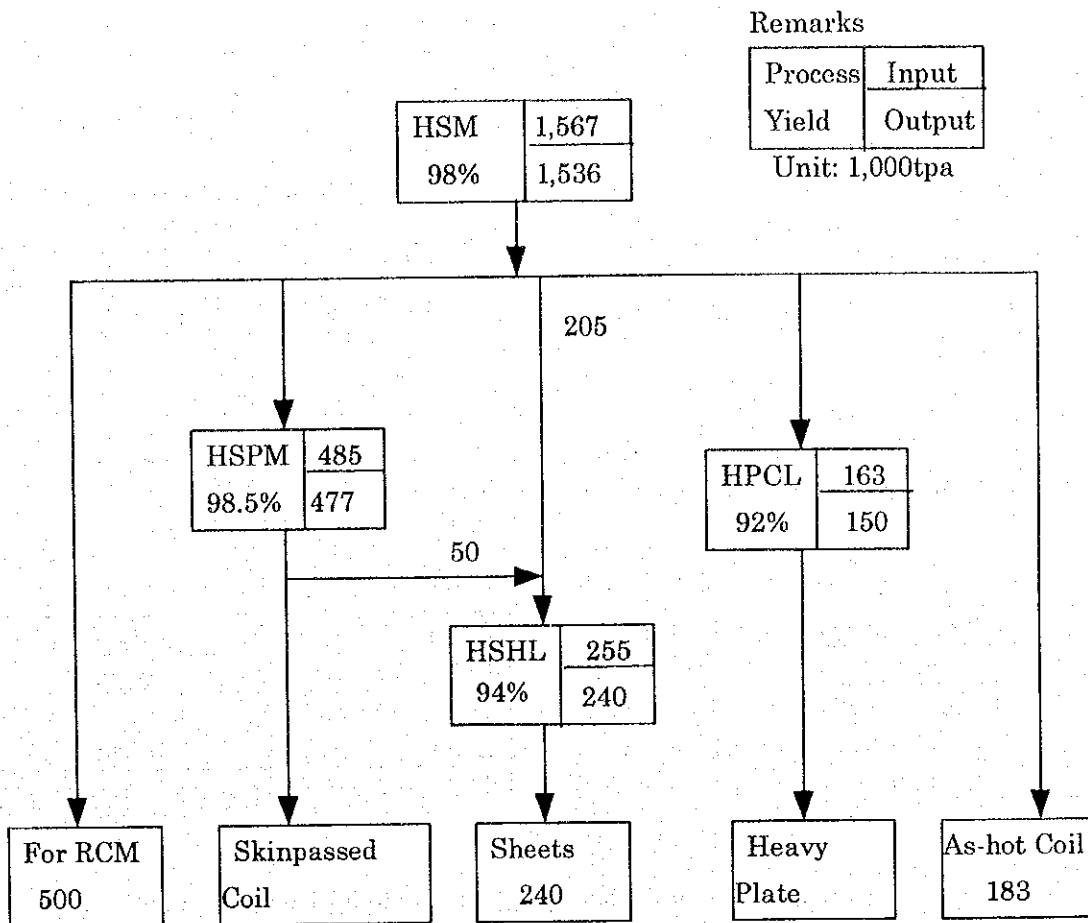 Remarks
Process Input
Yield Output
Unit: 1,000tpa
HSM 1,567
98% 1,536
205
HSPM 485
98.5% 477
HPCL 163
92% 150
50
HSHL 255
94% 240
For RCM
500
Skinpassed
Coil
Sheets
240
Heavy
Plate
As-hot Coil
183